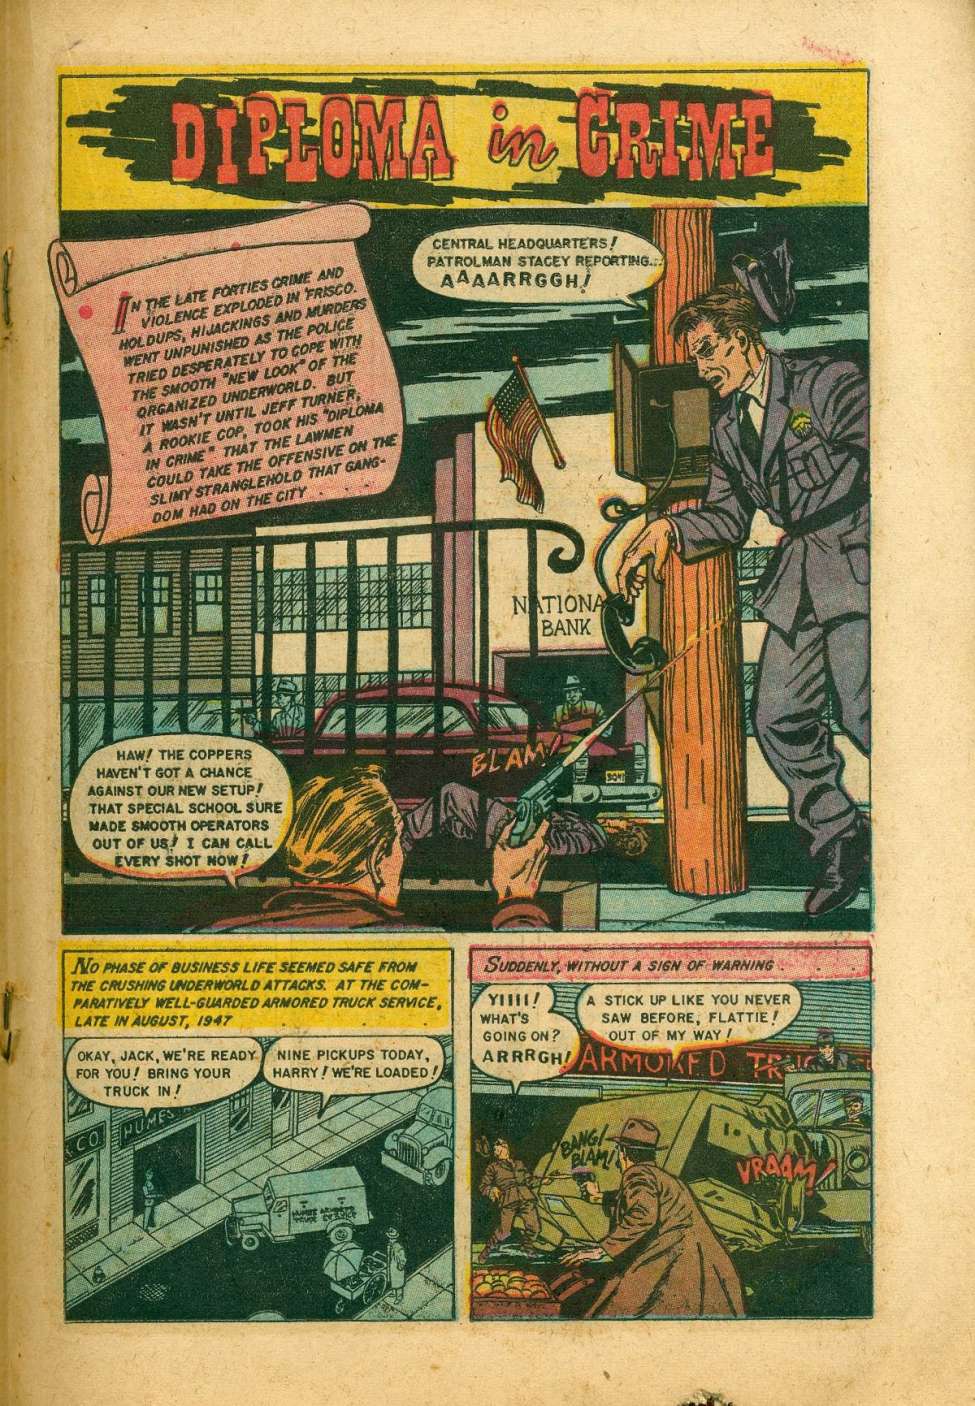 DIPLOMA in CRIME
IN THE LATE FORTIES CRIME AND
VIOLENCE EXPLODED IN 'FRISCO.
HOLDUPS, HIJACKINGS AND MURDERS
WENT UNPUNISHED AS THE POLICE
TRIED DESPERATELY TO COPE WITH
THE SMOOTH "NEW LOOK" OF THE
ORGANIZED UNDERWORLD. BUT
IT WASN'T UNTIL JEFF TURNER,
A ROOKIE COP, TOOK HIS "DIPLOMA
IN CRIME" THAT THE LAWMEN
COULD TAKE THE OFFENSIVE ON THE
SLIMY STRANGLEHOLD THAT GANG-
DOM HAD ON THE CITY . . .
CENTRAL HEADQUARTERS!
PATROLMAN STACEY REPORTING...
AAAARRGGH!
NATIONA
BANK
BLAM!
HAW! THE COPPERS
HAVEN'T GOT A CHANCE
AGAINST OUR NEW SETUP!
THAT SPECIAL SCHOOL SURE
MADE SMOOTH OPERATORS
OUT OF US! I CAN CALL
EVERY SHOT NOW!
NO PHASE OF BUSINESS LIFE SEEMED SAFE FROM
THE CRUSHING UNDERWORLD ATTACKS. AT THE COM-
PARATIVELY WELL-GUARDED ARMORED TRUCK SERVICE,
LATE IN AUGUST, 1947 . . .
OKAY, JACK, WE'RE READY
FOR YOU! BRING YOUR
TRUCK IN!
NINE PICKUPS TODAY,
HARRY! WE'RE LOADED!
& CO.
HUMES
HUMES ARMORED
TRUCK SERVICE
SUDDENLY, WITHOUT A SIGN OF WARNING . . .
YIIII!
WHAT'S
GOING ON?
ARRRGH!
A STICK UP LIKE YOU NEVER
SAW BEFORE, FLATTIE!
OUT OF MY WAY!
ARMORED TRUC
BANG!
BLAM!
VRAAM!